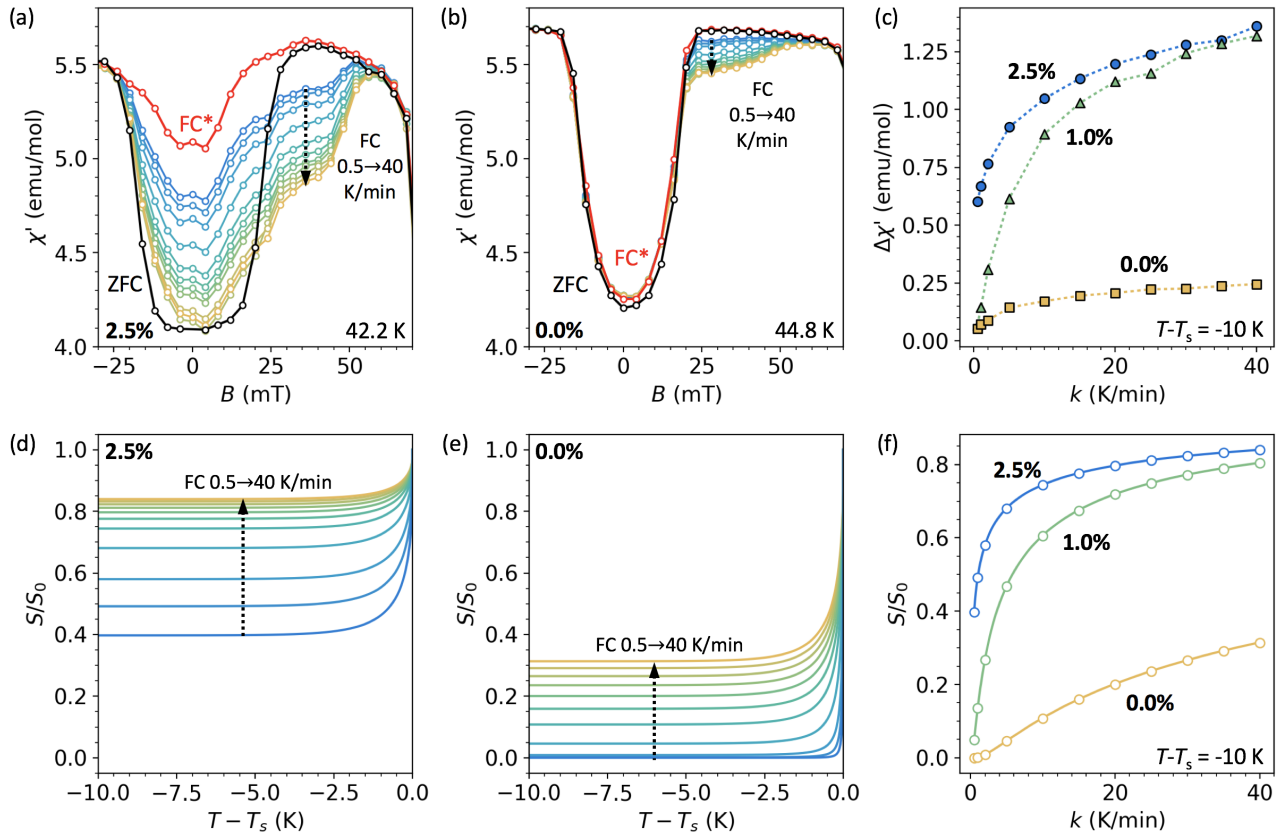 (a)
5.5
5.0
4.5
4.0
χ' (emu/mol)
FC*
FC
0.5→40
K/min
ZFC
2.5%
42.2 K
−25
0
25
50
B (mT)
(b)
5.5
5.0
4.5
4.0
χ' (emu/mol)
FC
0.5→40
K/min
FC*
ZFC
0.0%
44.8 K
−25
0
25
50
B (mT)
(c)
1.25
1.00
0.75
0.50
0.25
0.00
Δχ' (emu/mol)
2.5%
1.0%
0.0%
T-Ts = -10 K
0
20
40
k (K/min)
(d)
1.0
0.8
0.6
0.4
0.2
0.0
S/S0
2.5%
FC 0.5→40 K/min
−10.0
−7.5
−5.0
−2.5
0.0
T − Ts (K)
(e)
1.0
0.8
0.6
0.4
0.2
0.0
S/S0
0.0%
FC 0.5→40 K/min
−10.0
−7.5
−5.0
−2.5
0.0
T − Ts (K)
(f)
0.8
0.6
0.4
0.2
0.0
S/S0
2.5%
1.0%
0.0%
T-Ts = -10 K
0
20
40
k (K/min)